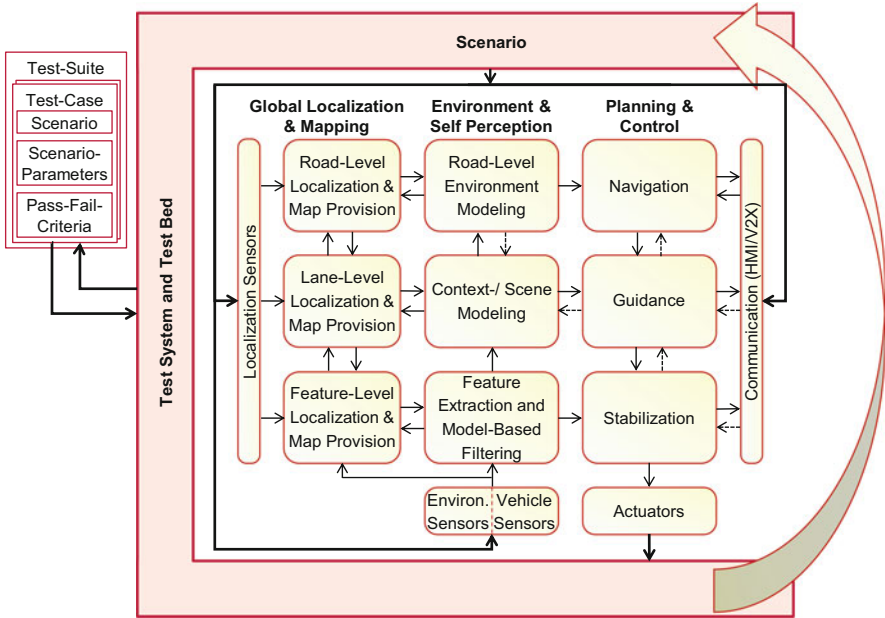 Scenario
Test-Suite
Test-Case
Scenario
Scenario-
Parameters
Pass-Fail-
Criteria
Test System and Test Bed
Global Localization
& Mapping
Environment &
Self Perception
Planning &
Control
Localization Sensors
Road-Level
Localization &
Map Provision
Road-Level
Environment
Modeling
Navigation
Lane-Level
Localization &
Map Provision
Context-/ Scene
Modeling
Guidance
Feature-Level
Localization &
Map Provision
Feature
Extraction and
Model-Based
Filtering
Stabilization
Communication (HMI/V2X)
Environ. Vehicle
Sensors Sensors
Actuators